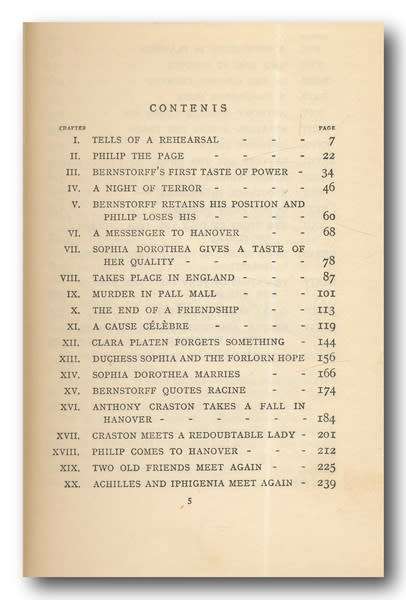 CONTENTS
CHAPTER PAGE
I. TELLS OF A REHEARSAL - - - 7
II. PHILIP THE PAGE - - - - 22
III. BERNSTORFF'S FIRST TASTE OF POWER - 34
IV. A NIGHT OF TERROR - - - - 46
V. BERNSTORFF RETAINS HIS POSITION AND
PHILIP LOSES HIS - - - - 60
VI. A MESSENGER TO HANOVER - - 68
VII. SOPHIA DOROTHEA GIVES A TASTE OF
HER QUALITY - - - - - 78
VIII. TAKES PLACE IN ENGLAND - - - 87
IX. MURDER IN PALL MALL - - - 101
X. THE END OF A FRIENDSHIP - - 113
XI. A CAUSE CÉLÈBRE - - - - 119
XII. CLARA PLATEN FORGETS SOMETHING - 144
XIII. DUCHESS SOPHIA AND THE FORLORN HOPE 156
XIV. SOPHIA DOROTHEA MARRIES - - 166
XV. BERNSTORFF QUOTES RACINE - - 174
XVI. ANTHONY CRASTON TAKES A FALL IN
HANOVER - - - - - - 184
XVII. CRASTON MEETS A REDOUBTABLE LADY - 201
XVIII. PHILIP COMES TO HANOVER - - 212
XIX. TWO OLD FRIENDS MEET AGAIN - - 225
XX. ACHILLES AND IPHIGENIA MEET AGAIN - 239
5